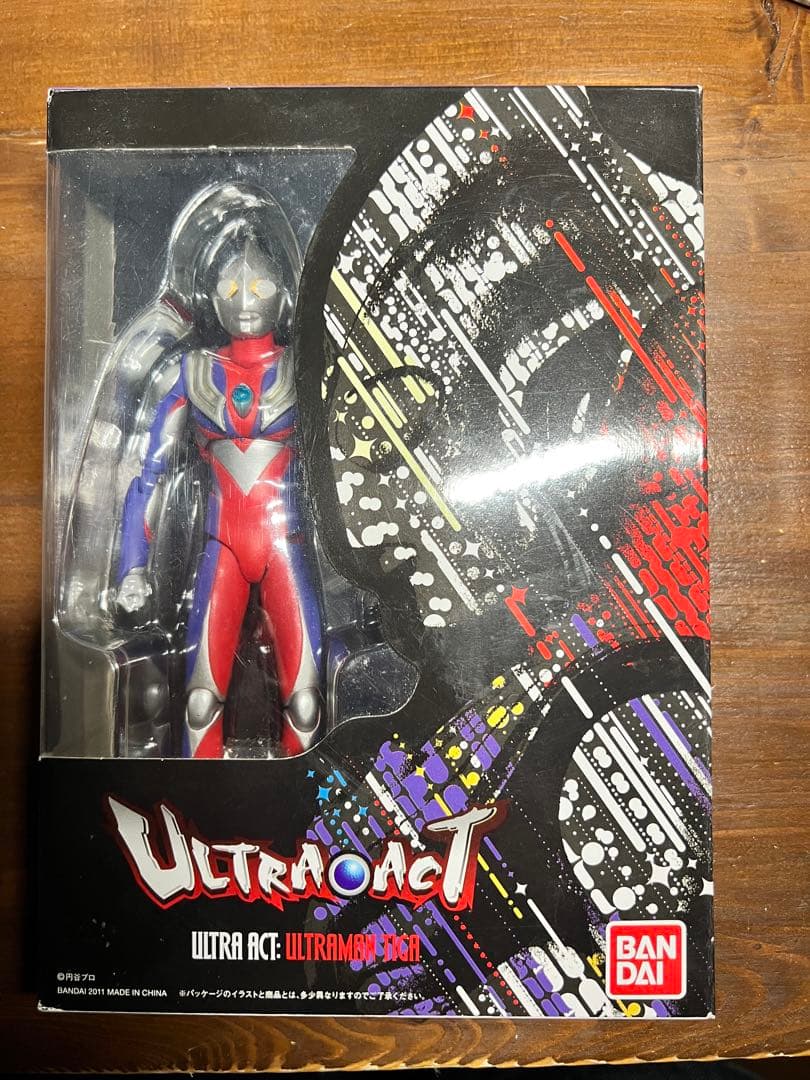 ULTRA ACT
ULTRA ACT: ULTRAMAN TIGA
BAN
DAI
©円谷プロ
BANDAI 2011 MADE IN CHINA ※パッケージのイラストと商品とは、多少異なりますのでご了承ください。